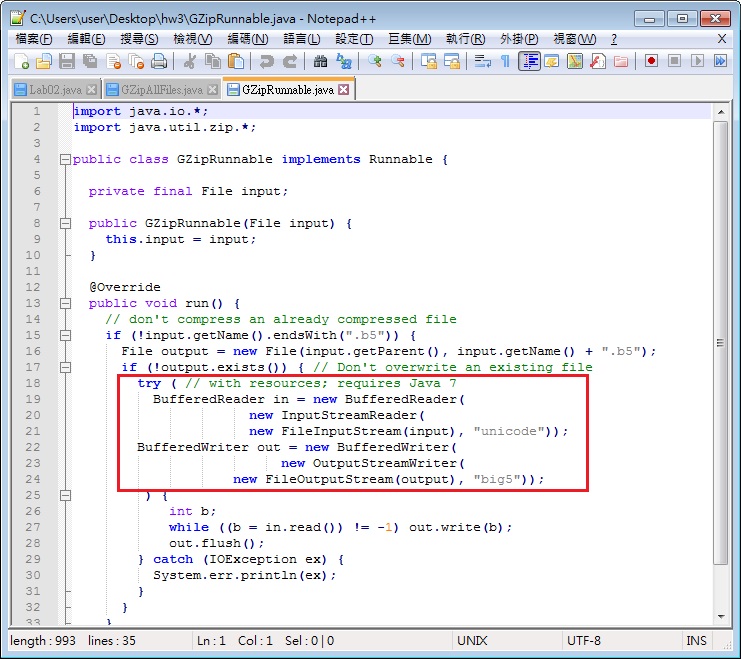 C:\Users\user\Desktop\hw3\GZipRunnable.java - Notepad++
檔案(F) 編輯(E) 搜尋(S) 檢視(V) 編碼(N) 語言(L) 設定(T) 巨集(M) 執行(R) 外掛(P) 視窗(W) ? X
Lab02.java GZipAllFiles.java GZipRunnable.java
1 import java.io.*;
2 import java.util.zip.*;
3
4 public class GZipRunnable implements Runnable {
5
6 private final File input;
7
8 public GZipRunnable(File input) {
9 this.input = input;
10 }
11
12 @Override
13 public void run() {
14 // don't compress an already compressed file
15 if (!input.getName().endsWith(".b5")) {
16 File output = new File(input.getParent(), input.getName() + ".b5");
17 if (!output.exists()) { // Don't overwrite an existing file
18 try ( // with resources; requires Java 7
19 BufferedReader in = new BufferedReader(
20 new InputStreamReader(
21 new FileInputStream(input), "unicode"));
22 BufferedWriter out = new BufferedWriter(
23 new OutputStreamWriter(
24 new FileOutputStream(output), "big5"));
25 ) {
26 int b;
27 while ((b = in.read()) != -1) out.write(b);
28 out.flush();
29 } catch (IOException ex) {
30 System.err.println(ex);
31 }
32 }
33 }
length : 993 lines : 35 Ln : 1 Col : 1 Sel : 0 | 0 UNIX UTF-8 INS